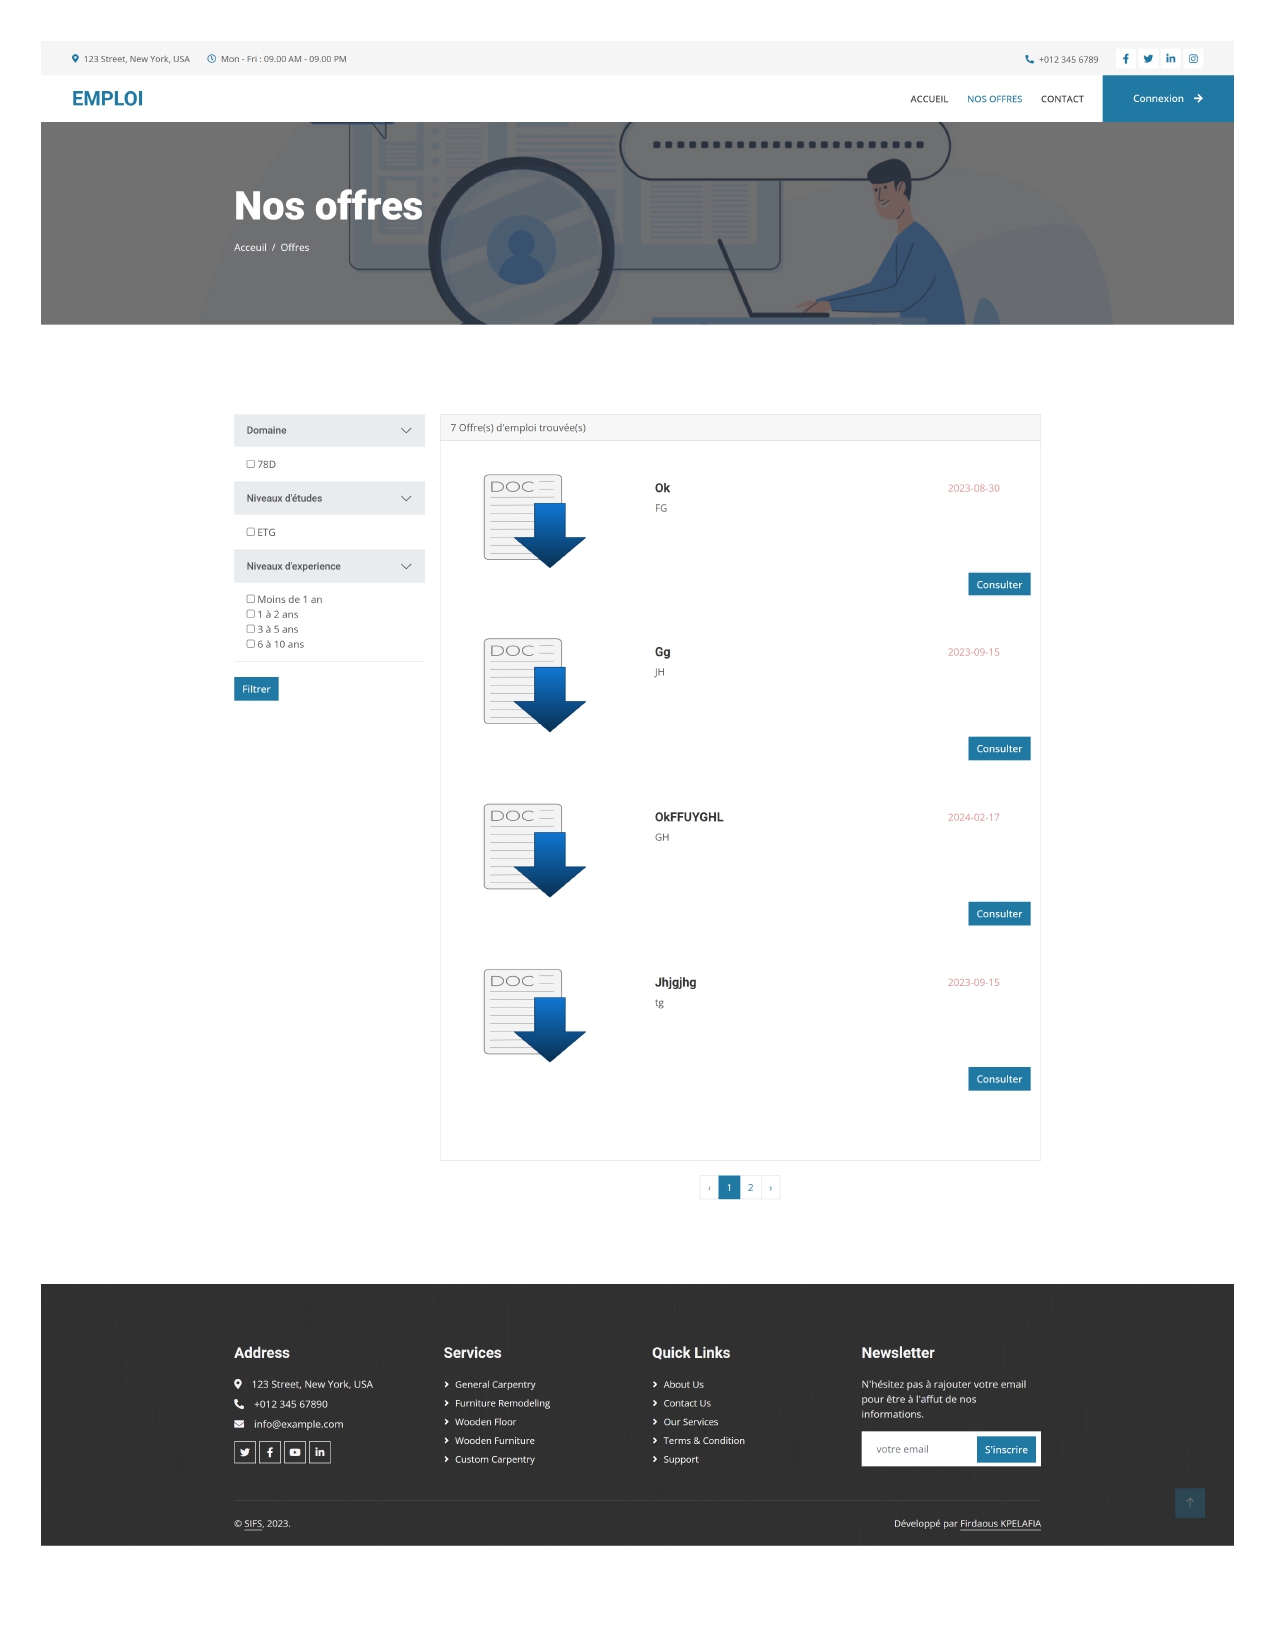 123 Street, New York, USA Mon - Fri : 09.00 AM - 09.00 PM +012 345 6789
EMPLOI ACCUEIL NOS OFFRES CONTACT Connexion
Nos offres
Acceuil / Offres
Domaine
78D
Niveaux d'études
ETG
Niveaux d'experience
Moins de 1 an
1 à 2 ans
3 à 5 ans
6 à 10 ans
Filtrer
7 Offre(s) d'emploi trouvée(s)
DOC
Ok 2023-08-30
FG
Consulter
DOC
Gg 2023-09-15
JH
Consulter
DOC
OkFFUYGHL 2024-02-17
GH
Consulter
DOC
Jhjgjhg 2023-09-15
tg
Consulter
‹ 1 2 ›
Address
123 Street, New York, USA
+012 345 67890
info@example.com
Services
General Carpentry
Furniture Remodeling
Wooden Floor
Wooden Furniture
Custom Carpentry
Quick Links
About Us
Contact Us
Our Services
Terms & Condition
Support
Newsletter
N'hésitez pas à rajouter votre email
pour être à l'affut de nos
informations.
votre email S'inscrire
© SIFS, 2023. Développé par Firdaous KPELAFIA